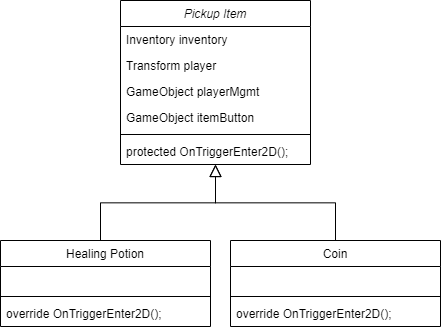 Pickup Item
Inventory inventory
Transform player
GameObject playerMgmt
GameObject itemButton
protected OnTriggerEnter2D();
Healing Potion
override OnTriggerEnter2D();
Coin
override OnTriggerEnter2D();